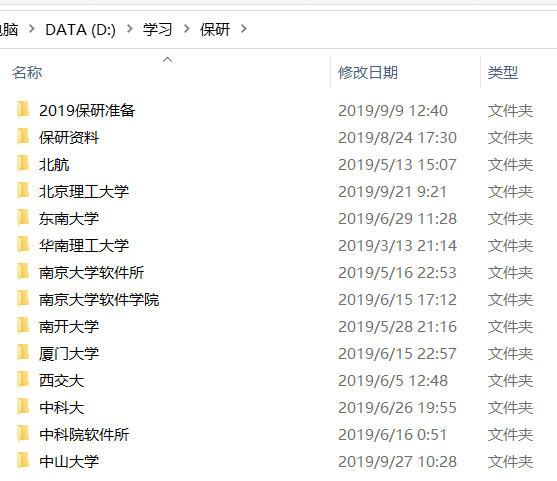 电脑 > DATA (D:) > 学习 > 保研 >
名称 修改日期 类型
2019保研准备 2019/9/9 12:40 文件夹
保研资料 2019/8/24 17:30 文件夹
北航 2019/5/13 15:07 文件夹
北京理工大学 2019/9/21 9:21 文件夹
东南大学 2019/6/29 11:28 文件夹
华南理工大学 2019/3/13 21:14 文件夹
南京大学软件所 2019/5/16 22:53 文件夹
南京大学软件学院 2019/6/15 17:12 文件夹
南开大学 2019/5/28 21:16 文件夹
厦门大学 2019/6/15 22:57 文件夹
西交大 2019/6/5 12:48 文件夹
中科大 2019/6/26 19:55 文件夹
中科院软件所 2019/6/16 0:51 文件夹
中山大学 2019/9/27 10:28 文件夹